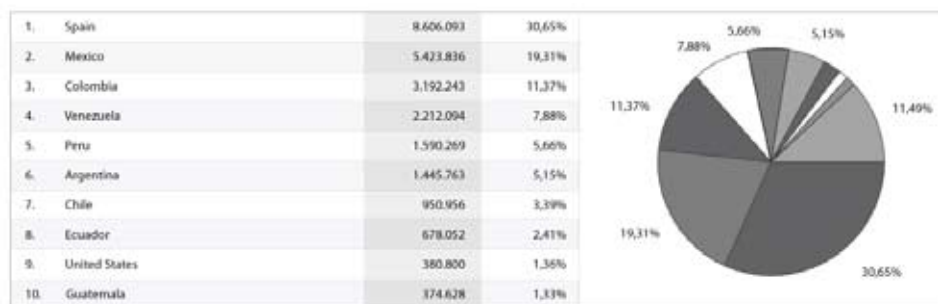 1. Spain 8.606.093 30,65%
2. Mexico 5.423.836 19,31%
3. Colombia 3.192.243 11,37%
4. Venezuela 2.212.094 7,88%
5. Peru 1.590.269 5,66%
6. Argentina 1.445.763 5,15%
7. Chile 950.956 3,39%
8. Ecuador 678.052 2,41%
9. United States 380.800 1,36%
10. Guatemala 374.628 1,33%
5,66%
5,15%
7,88%
11,37%
11,49%
19,31%
30,65%